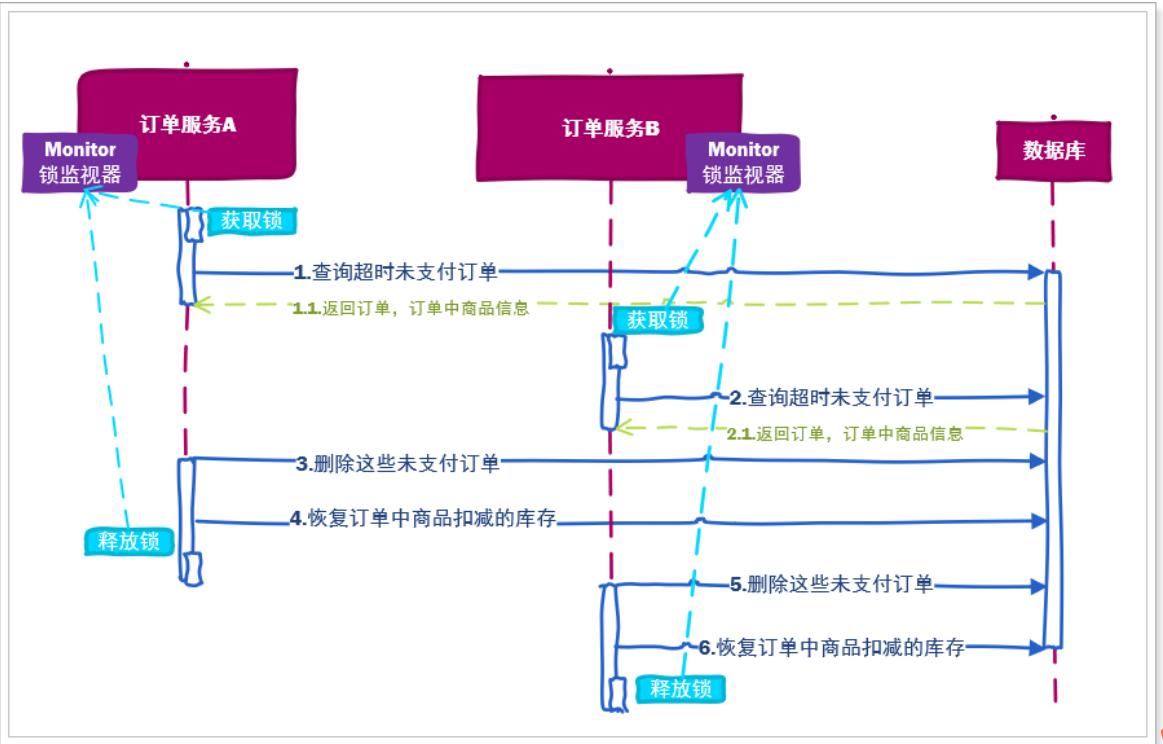 订单服务A
Monitor
锁监视器
订单服务B
Monitor
锁监视器
数据库
获取锁
1.查询超时未支付订单
1.1.返回订单，订单中商品信息
获取锁
2.查询超时未支付订单
2.1.返回订单，订单中商品信息
3.删除这些未支付订单
4.恢复订单中商品扣减的库存
释放锁
5.删除这些未支付订单
6.恢复订单中商品扣减的库存
释放锁